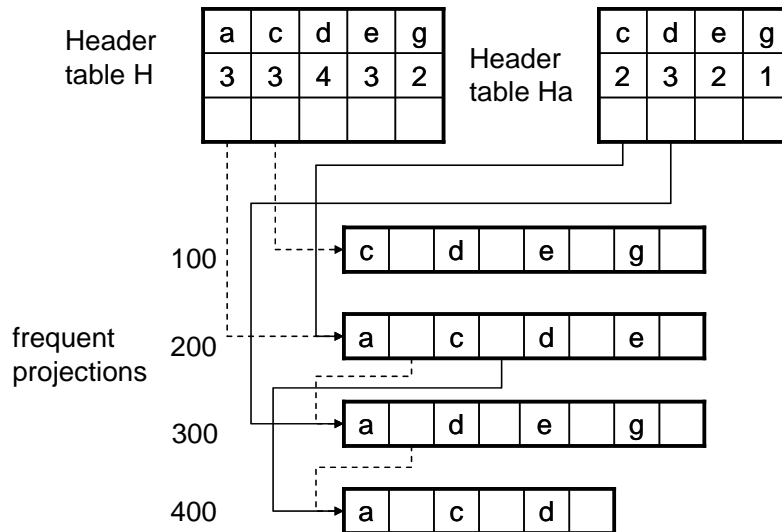 Header table H
a c d e g
3 3 4 3 2
Header table Ha
c d e g
2 3 2 1
frequent projections
100 c d e g
200 a c d e
300 a d e g
400 a c d